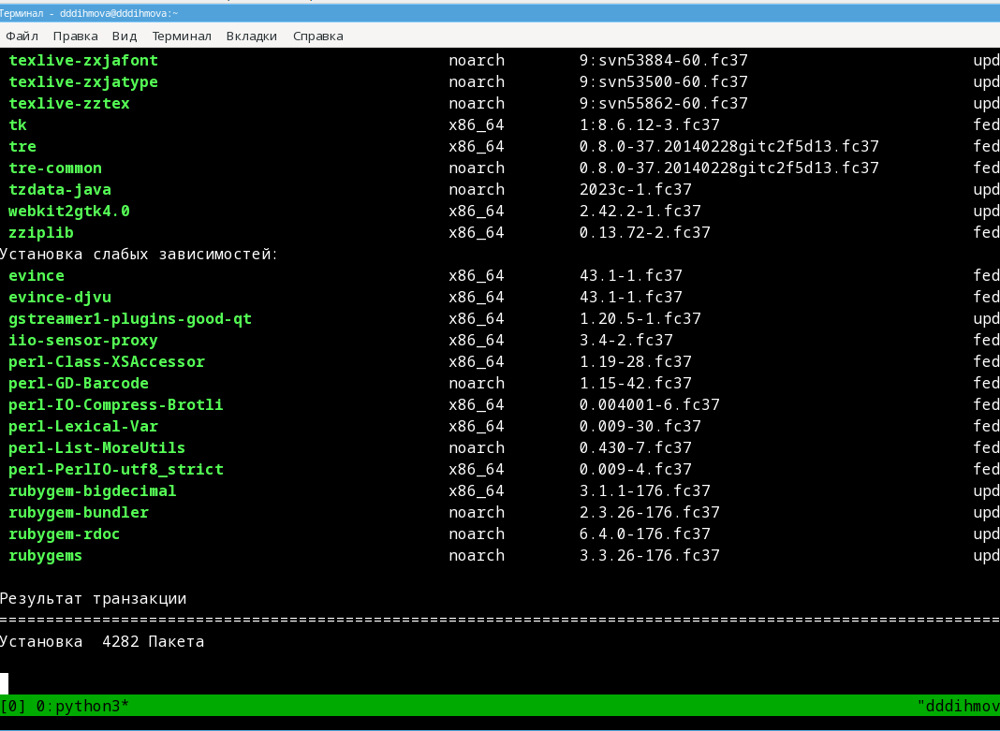 Терминал - dddihmova@dddihmova:~
Файл Правка Вид Терминал Вкладки Справка
texlive-zxjafont noarch 9:svn53884-60.fc37 upd
texlive-zxjatype noarch 9:svn53500-60.fc37 upd
texlive-zztex noarch 9:svn55862-60.fc37 upd
tk x86_64 1:8.6.12-3.fc37 fed
tre x86_64 0.8.0-37.20140228gitc2f5d13.fc37 fed
tre-common noarch 0.8.0-37.20140228gitc2f5d13.fc37 fed
tzdata-java noarch 2023c-1.fc37 upd
webkit2gtk4.0 x86_64 2.42.2-1.fc37 upd
zziplib x86_64 0.13.72-2.fc37 fed
Установка слабых зависимостей:
evince x86_64 43.1-1.fc37 fed
evince-djvu x86_64 43.1-1.fc37 fed
gstreamer1-plugins-good-qt x86_64 1.20.5-1.fc37 upd
iio-sensor-proxy x86_64 3.4-2.fc37 fed
perl-Class-XSAccessor x86_64 1.19-28.fc37 fed
perl-GD-Barcode noarch 1.15-42.fc37 fed
perl-IO-Compress-Brotli x86_64 0.004001-6.fc37 fed
perl-Lexical-Var x86_64 0.009-30.fc37 fed
perl-List-MoreUtils noarch 0.430-7.fc37 fed
perl-PerlIO-utf8_strict x86_64 0.009-4.fc37 fed
rubygem-bigdecimal x86_64 3.1.1-176.fc37 upd
rubygem-bundler noarch 2.3.26-176.fc37 upd
rubygem-rdoc noarch 6.4.0-176.fc37 upd
rubygems noarch 3.3.26-176.fc37 upd
Результат транзакции
===========================================================================================================
Установка 4282 Пакета
[0] 0:python3* "dddihmov